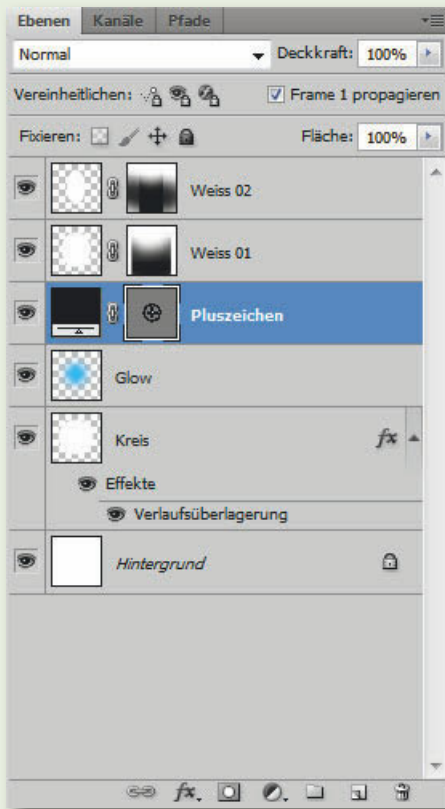 Ebenen Kanäle Pfade
Normal Deckkraft: 100%
Vereinheitlichen: Frame 1 propagieren
Fixieren: Fläche: 100%
Weiss 02
Weiss 01
Pluszeichen
Glow
Kreis fx
Effekte
Verlaufsüberlagerung
Hintergrund
fx.